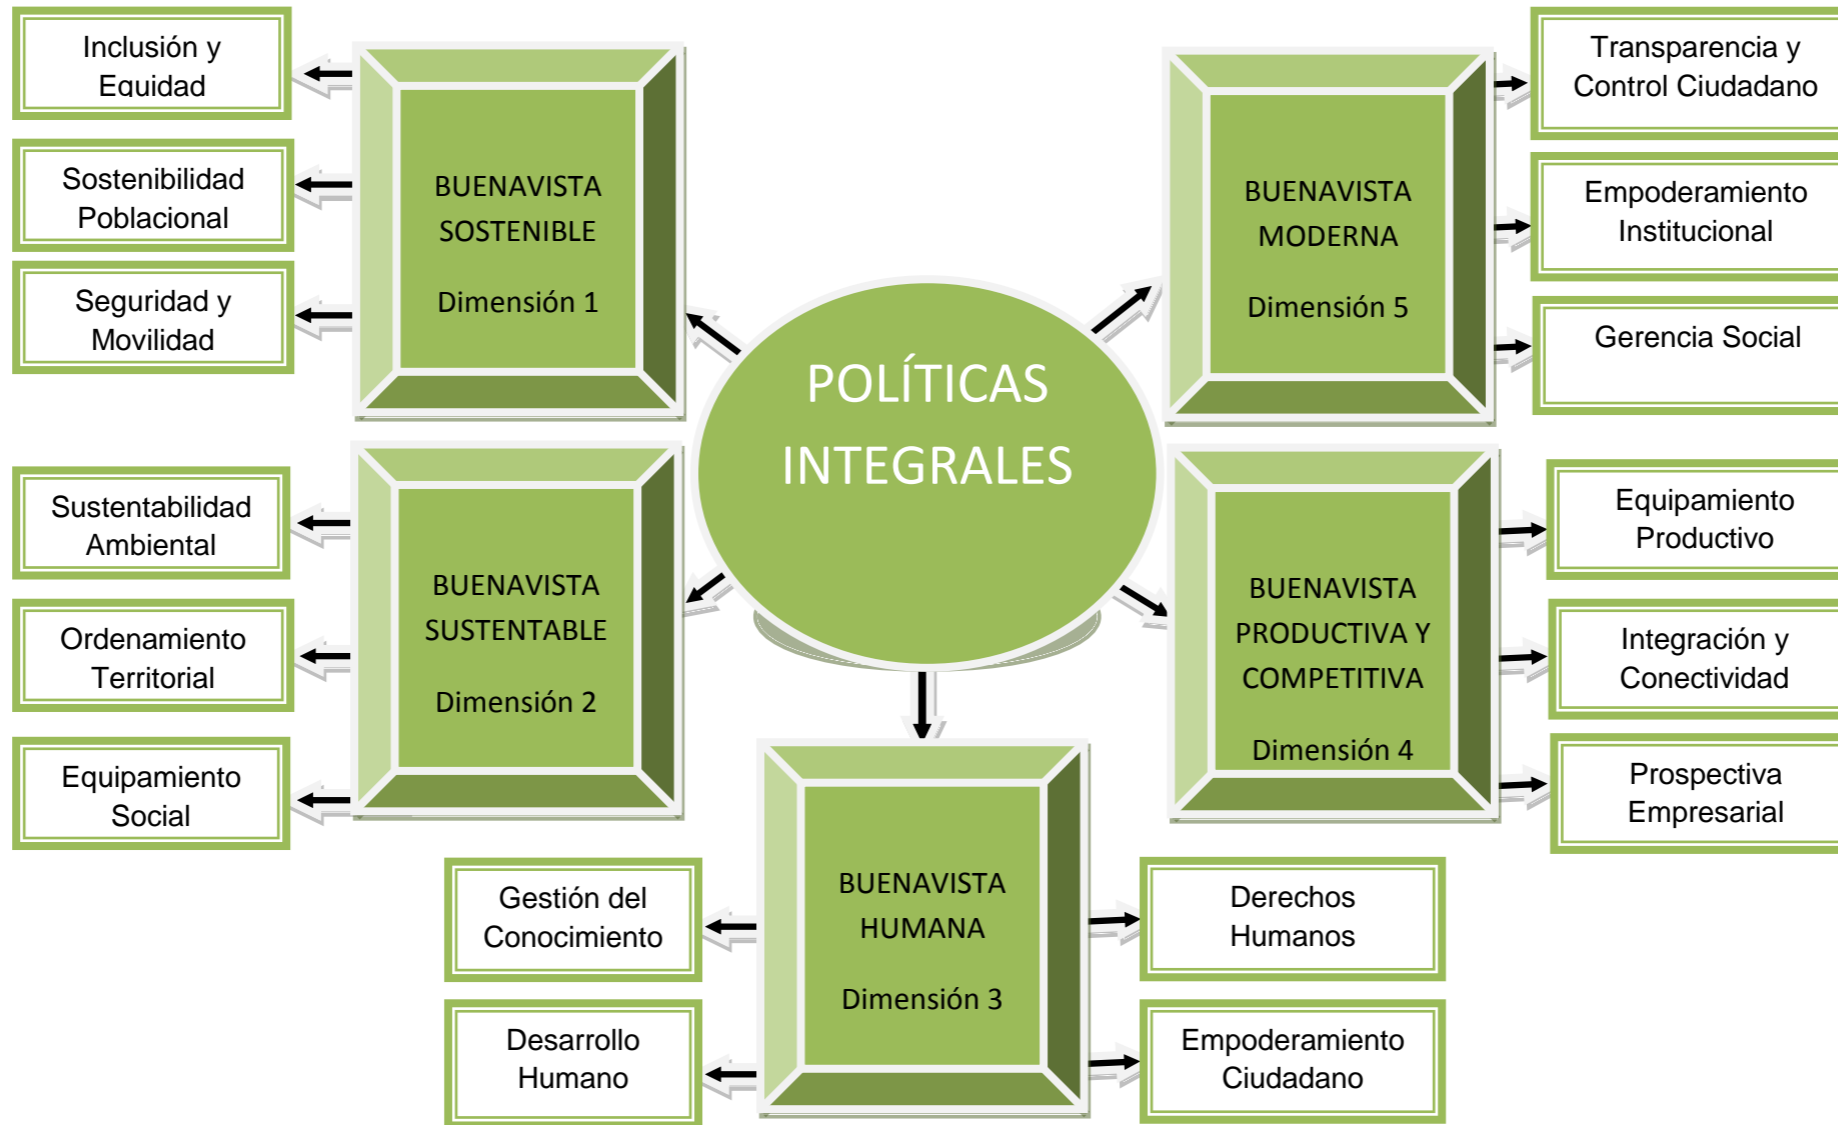 Inclusión y
Equidad
Sostenibilidad
Poblacional
Seguridad y
Movilidad
BUENAVISTA
SOSTENIBLE
Dimensión 1
Sustentabilidad
Ambiental
Ordenamiento
Territorial
Equipamiento
Social
BUENAVISTA
SUSTENTABLE
Dimensión 2
POLÍTICAS
INTEGRALES
BUENAVISTA
MODERNA
Dimensión 5
Transparencia y
Control Ciudadano
Empoderamiento
Institucional
Gerencia Social
BUENAVISTA
PRODUCTIVA Y
COMPETITIVA
Dimensión 4
Equipamiento
Productivo
Integración y
Conectividad
Prospectiva
Empresarial
Gestión del
Conocimiento
Desarrollo
Humano
BUENAVISTA
HUMANA
Dimensión 3
Derechos
Humanos
Empoderamiento
Ciudadano